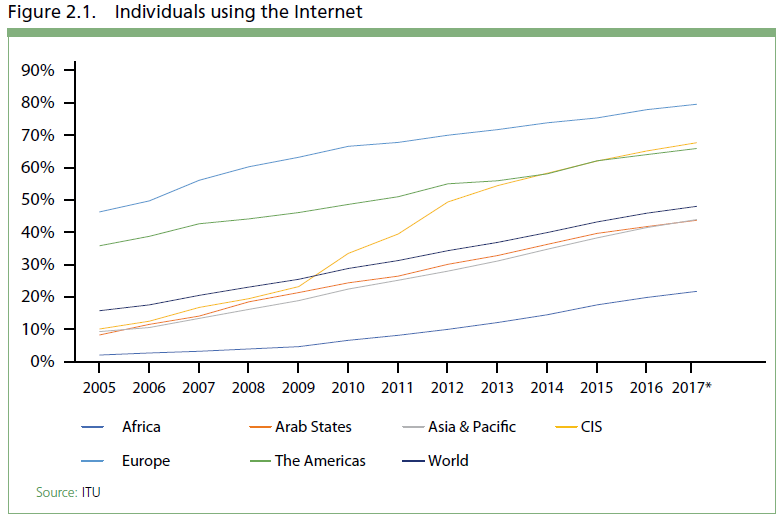 Figure 2.1. Individuals using the Internet
90%
80%
70%
60%
50%
40%
30%
20%
10%
0%
2005 2006 2007 2008 2009 2010 2011 2012 2013 2014 2015 2016 2017*
Africa Arab States Asia & Pacific CIS
Europe The Americas World
Source: ITU